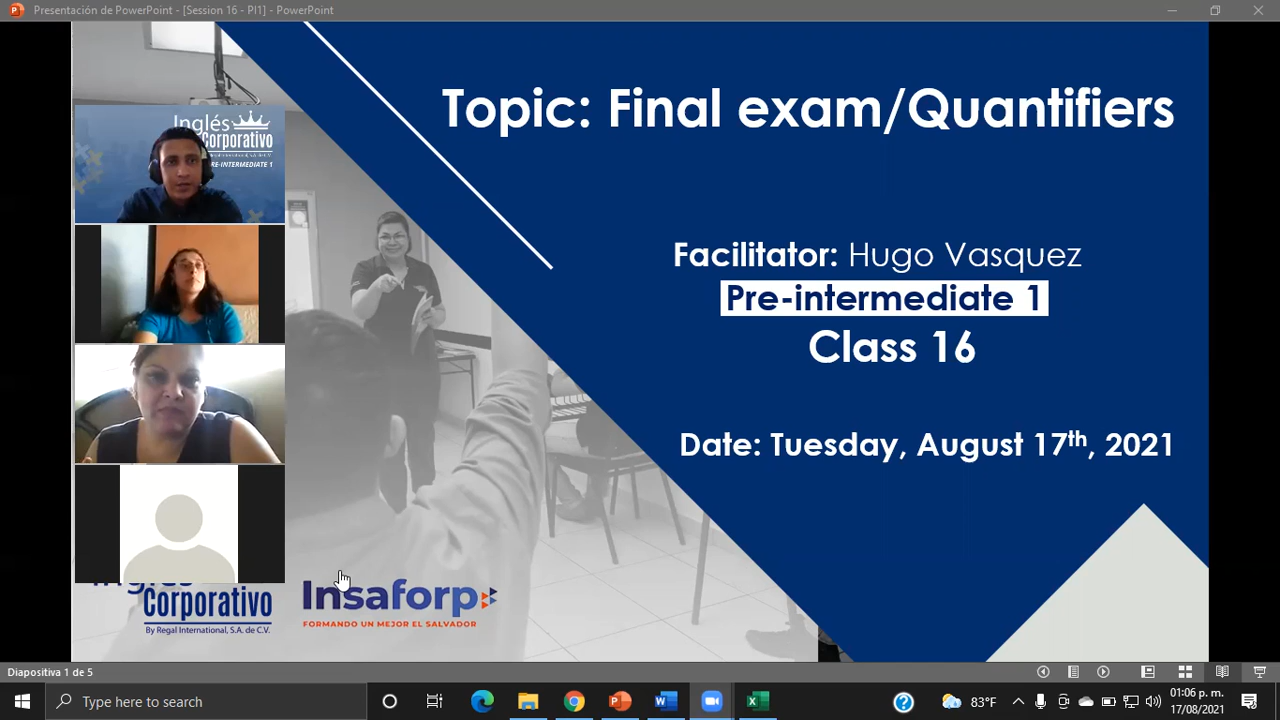 Presentación de PowerPoint - [Session 16 - PI1] - PowerPoint
Topic: Final exam/Quantifiers
Inglés
Corporativo
PRE-INTERMEDIATE 1
Facilitator: Hugo Vasquez
Pre-intermediate 1
Class 16
Date: Tuesday, August 17th, 2021
Inglés
Corporativo
By Regal International, S.A. de C.V.
Insaforp
FORMANDO UN MEJOR EL SALVADOR
Diapositiva 1 de 5
Type here to search
83°F
01:06 p. m.
17/08/2021